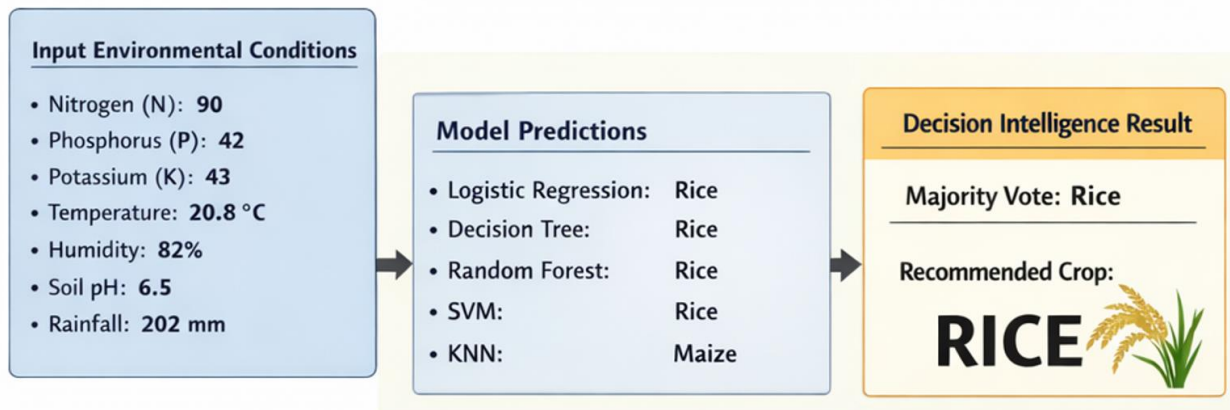 Input Environmental Conditions
• Nitrogen (N): 90
• Phosphorus (P): 42
• Potassium (K): 43
• Temperature: 20.8 °C
• Humidity: 82%
• Soil pH: 6.5
• Rainfall: 202 mm
Model Predictions
• Logistic Regression: Rice
• Decision Tree: Rice
• Random Forest: Rice
• SVM: Rice
• KNN: Maize
Decision Intelligence Result
Majority Vote: Rice
Recommended Crop:
RICE